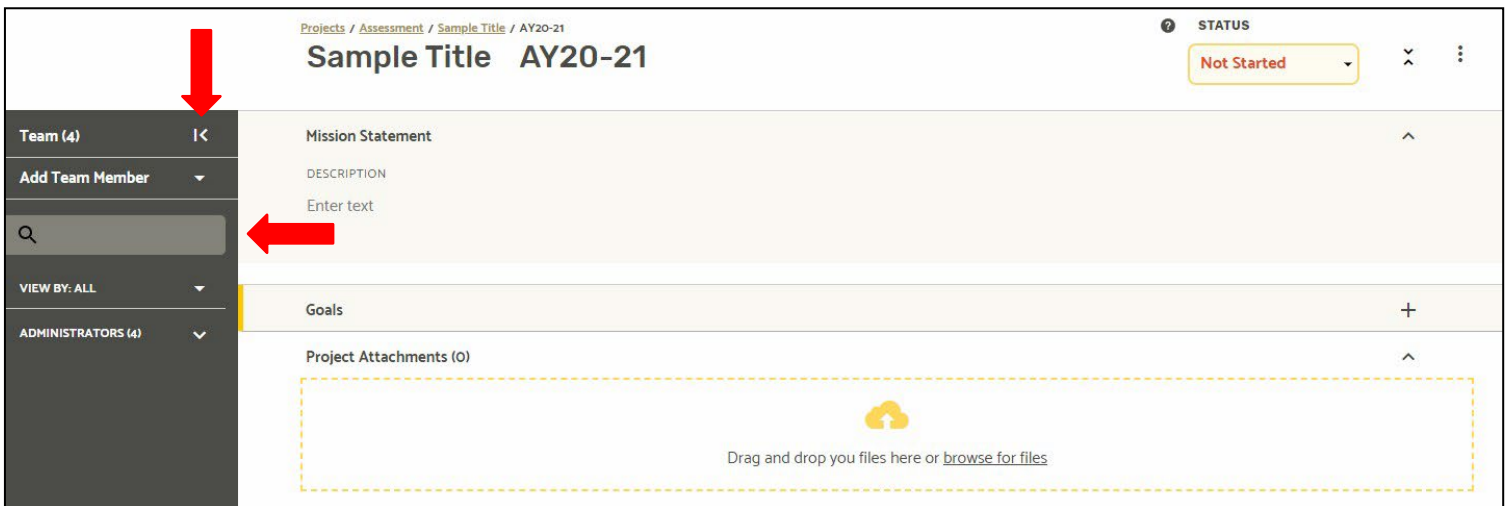 Projects / Assessment / Sample Title / AY20-21
Sample Title AY20-21
STATUS
Not Started
Team (4)
Add Team Member
VIEW BY: ALL
ADMINISTRATORS (4)
Mission Statement
DESCRIPTION
Enter text
Goals
Project Attachments (0)
Drag and drop you files here or browse for files